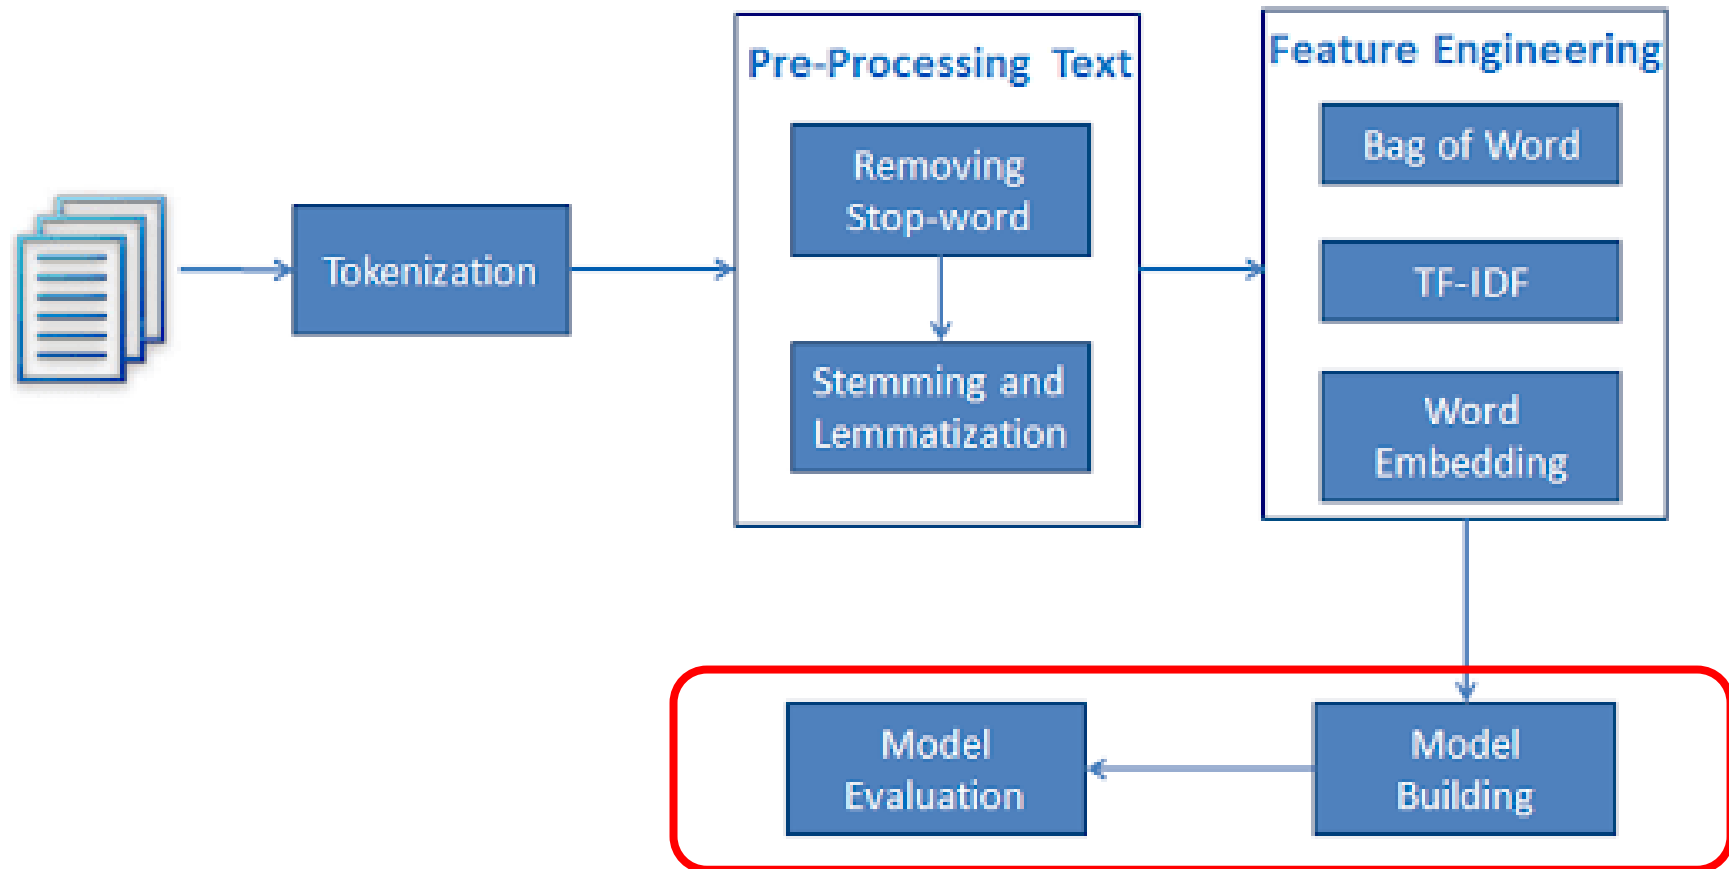 Tokenization
Pre-Processing Text
Removing
Stop-word
Stemming and
Lemmatization
Feature Engineering
Bag of Word
TF-IDF
Word
Embedding
Model
Building
Model
Evaluation